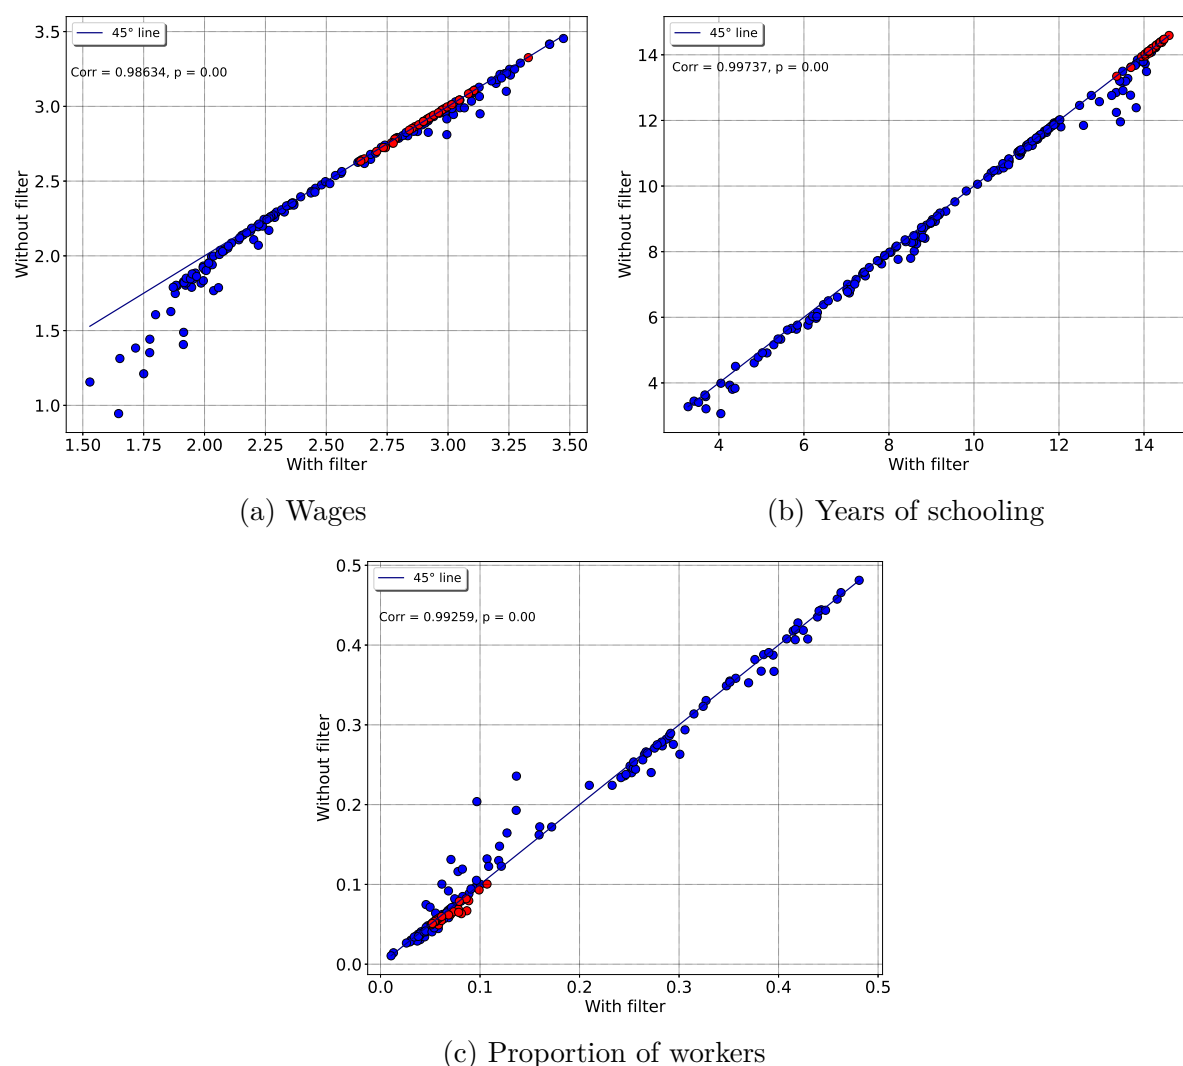 45° line
Corr = 0.98634, p = 0.00
3.5
3.0
2.5
2.0
1.5
1.0
Without filter
1.50 1.75 2.00 2.25 2.50 2.75 3.00 3.25 3.50
With filter
(a) Wages
45° line
Corr = 0.99737, p = 0.00
14
12
10
8
6
4
Without filter
4 6 8 10 12 14
With filter
(b) Years of schooling
45° line
Corr = 0.99259, p = 0.00
0.5
0.4
0.3
0.2
0.1
0.0
Without filter
0.0 0.1 0.2 0.3 0.4 0.5
With filter
(c) Proportion of workers